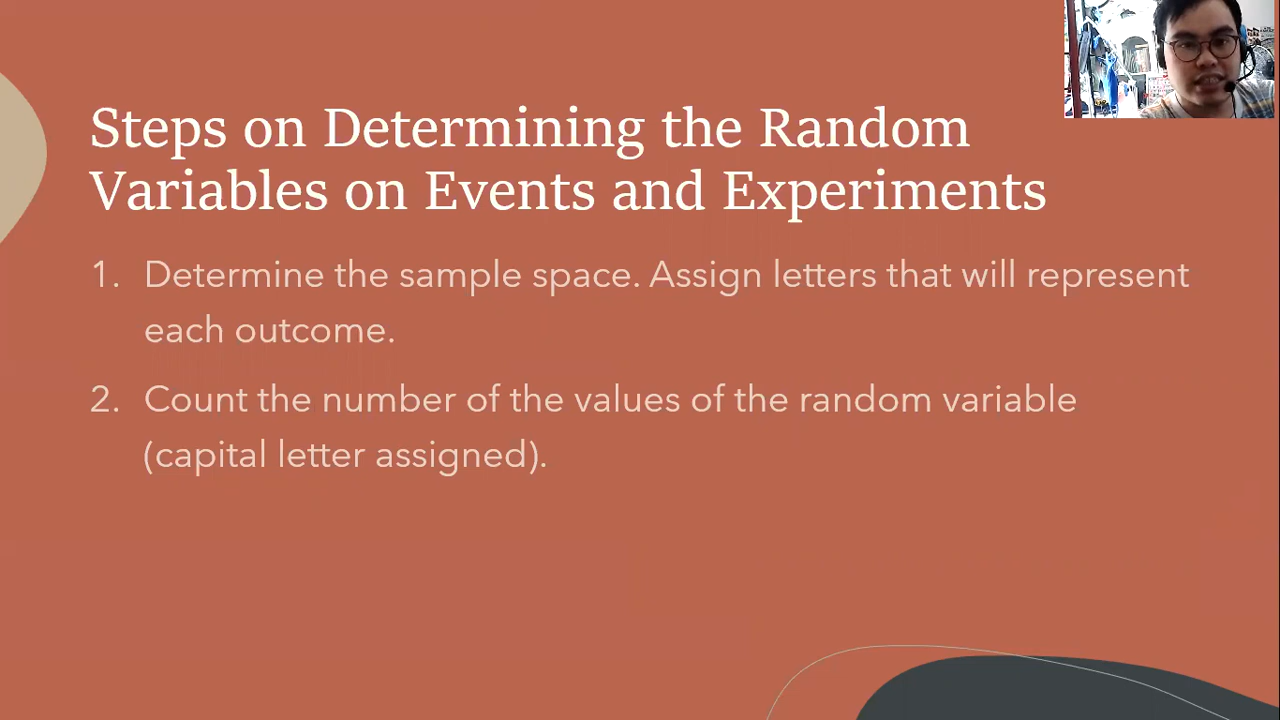 Steps on Determining the Random
Variables on Events and Experiments
1. Determine the sample space. Assign letters that will represent
each outcome.
2. Count the number of the values of the random variable
(capital letter assigned).